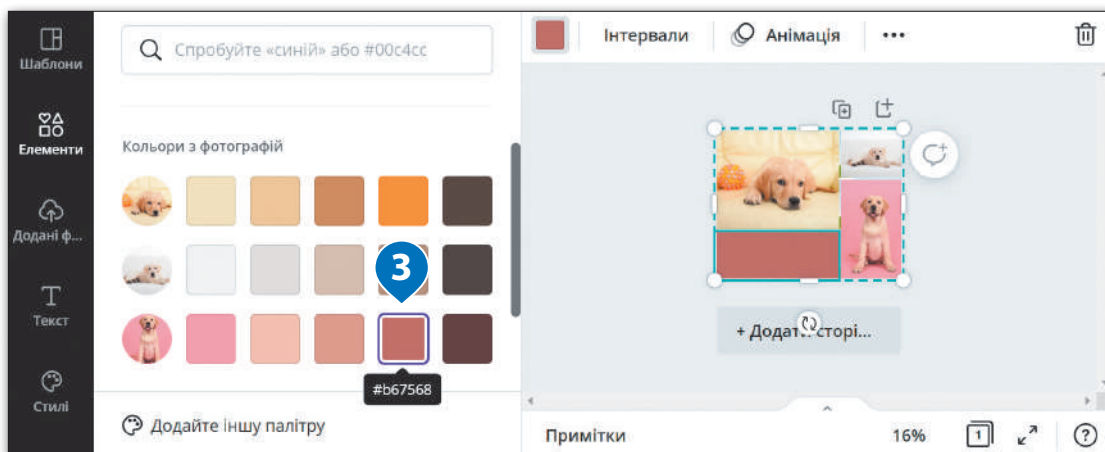 Шаблони
Елементи
Додані ф...
Текст
Стилі
Спробуйте «синій» або #00c4cc
Кольори з фотографій
3
#b67568
Додайте іншу палітру
Інтервали
Анімація
+ Додати сторі...
Примітки
16%
1
?